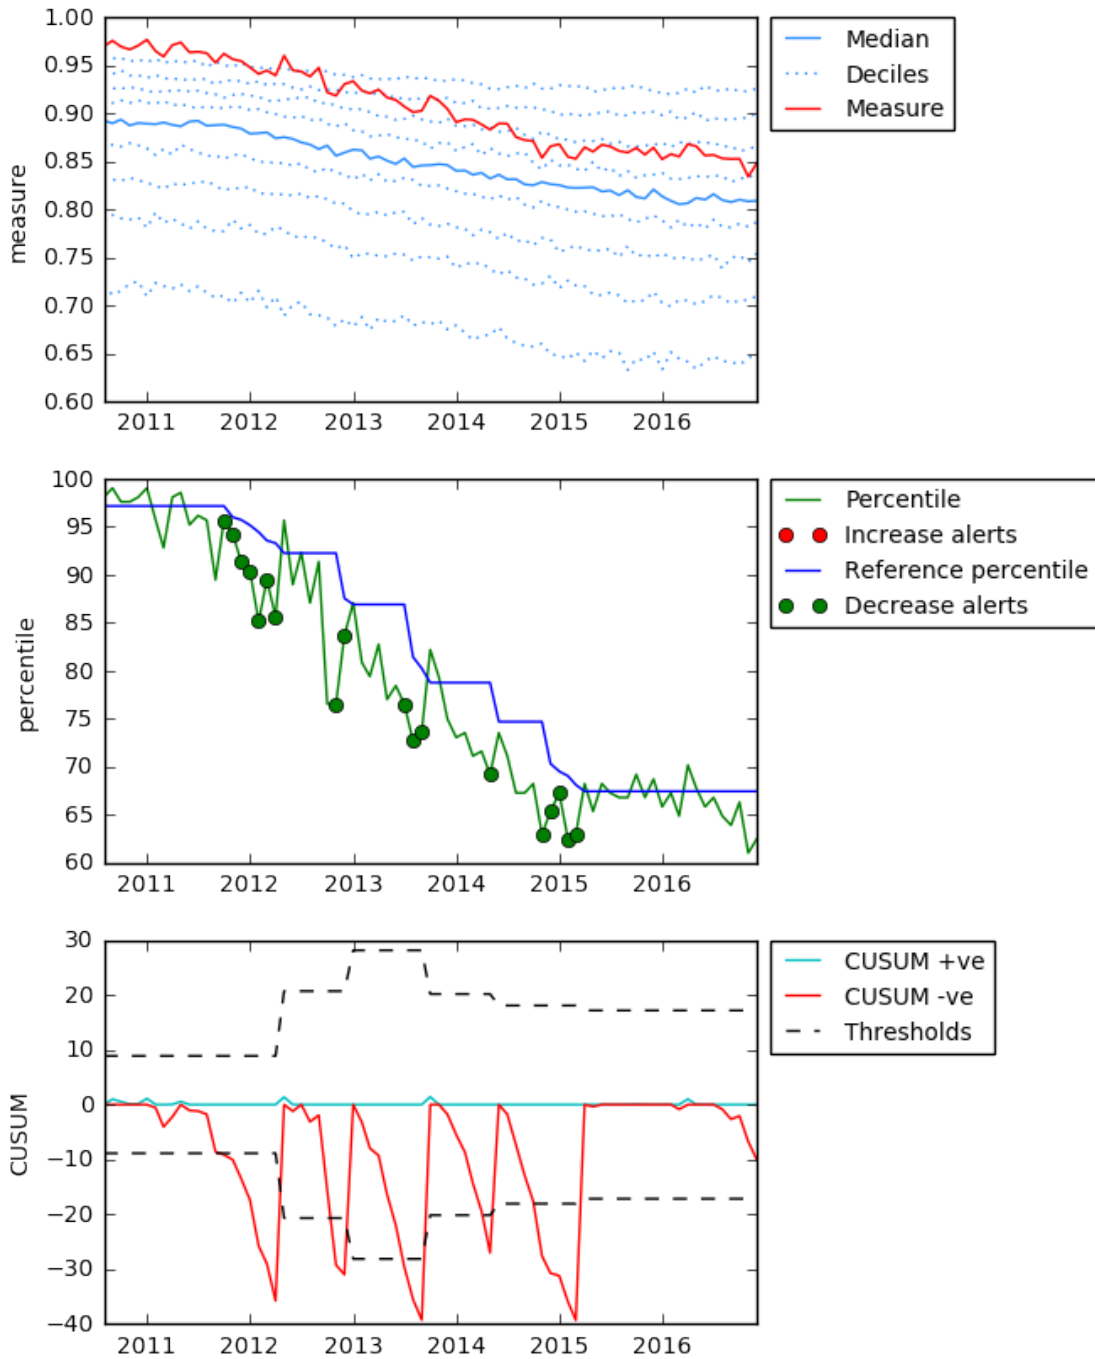 1.00
0.95
0.90
0.85
0.80
0.75
0.70
0.65
0.60
measure
2011 2012 2013 2014 2015 2016
Median
Deciles
Measure
100
95
90
85
80
75
70
65
60
percentile
2011 2012 2013 2014 2015 2016
Percentile
Increase alerts
Reference percentile
Decrease alerts
30
20
10
0
−10
−20
−30
−40
CUSUM
2011 2012 2013 2014 2015 2016
CUSUM +ve
CUSUM -ve
Thresholds